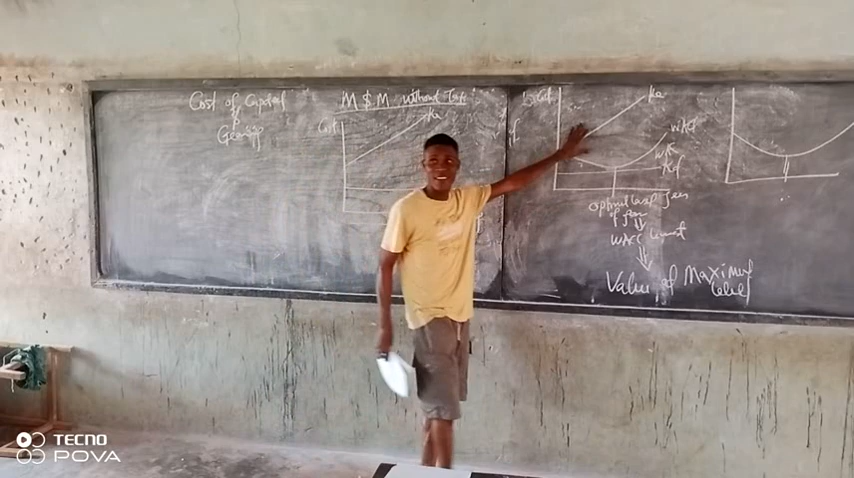 Cost of Capital
&
Gearing
M & M without Tax
Cost
Ke
Cost
Ke
WACC
Kd
optimal level
of
WACC lowest
Value of Maximum
level
TECNO
POVA